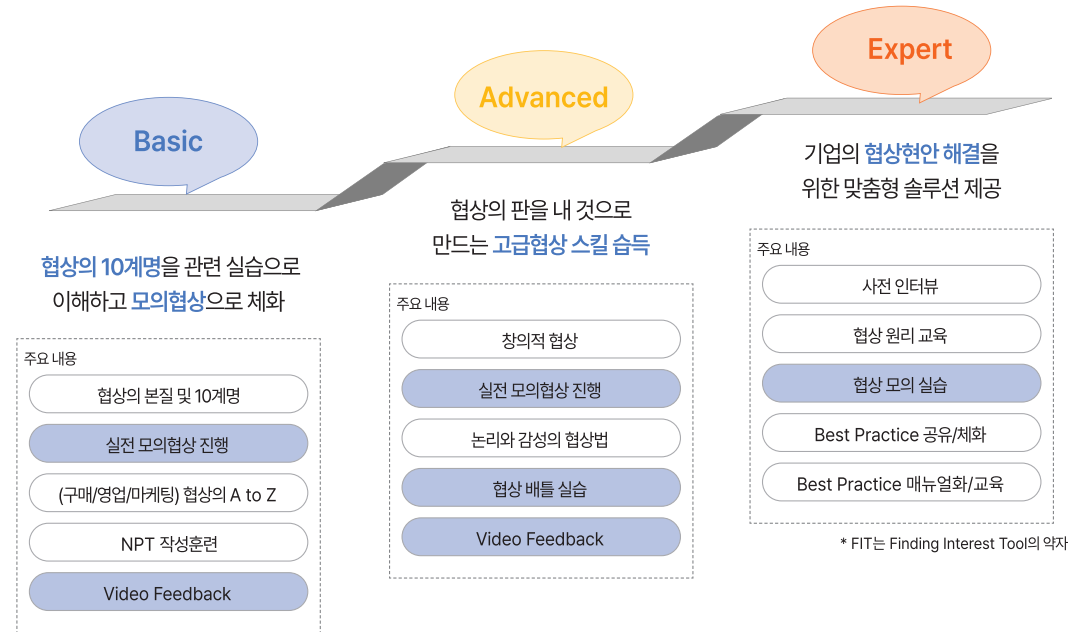 Basic
협상의 10계명을 관련 실습으로
이해하고 모의협상으로 체화
주요 내용
협상의 본질 및 10계명
실전 모의협상 진행
(구매/영업/마케팅) 협상의 A to Z
NPT 작성훈련
Video Feedback
Advanced
협상의 판을 내 것으로
만드는 고급협상 스킬 습득
주요 내용
창의적 협상
실전 모의협상 진행
논리와 감성의 협상법
협상 배틀 실습
Video Feedback
Expert
기업의 협상현안 해결을
위한 맞춤형 솔루션 제공
주요 내용
사전 인터뷰
협상 원리 교육
협상 모의 실습
Best Practice 공유/체화
Best Practice 매뉴얼화/교육
* FIT는 Finding Interest Tool의 약자